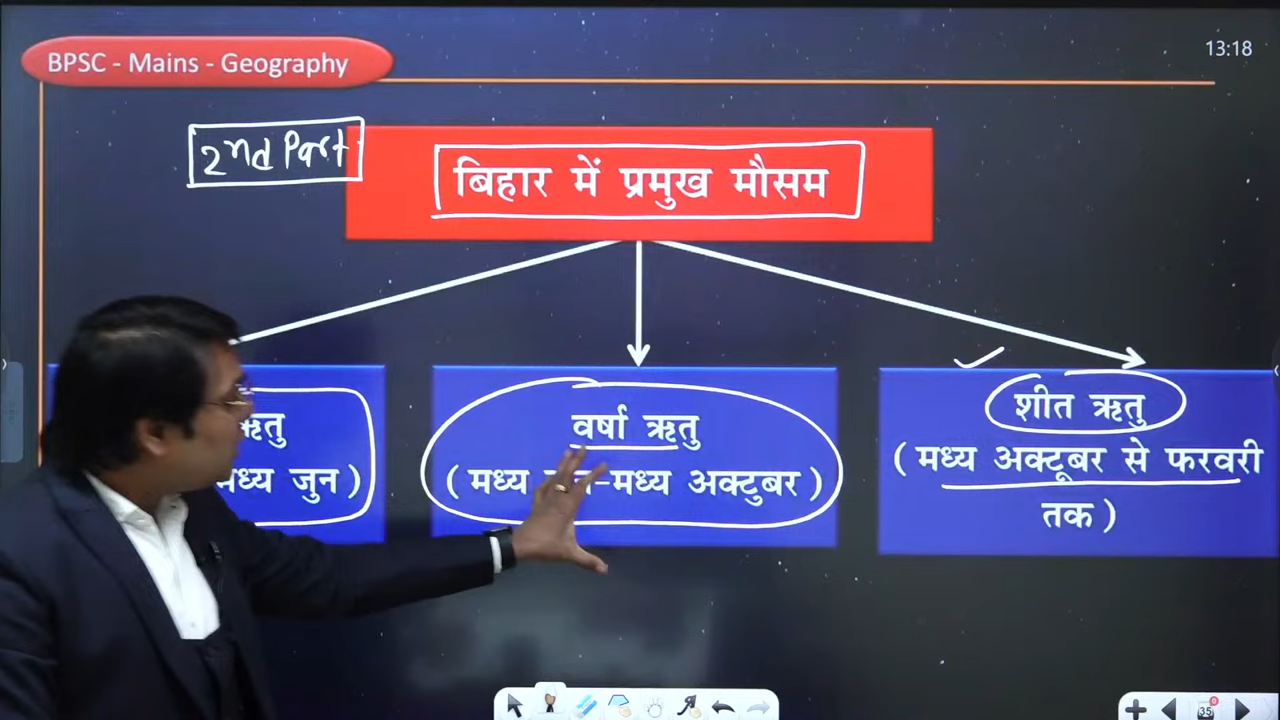 BPSC - Mains - Geography
13:18
2nd Part
बिहार में प्रमुख मौसम
ऋतु
मध्य जुन )
वर्षा ऋतु
( मध्य -मध्य अक्टुबर )
शीत ऋतु
( मध्य अक्टूबर से फरवरी
तक )
35